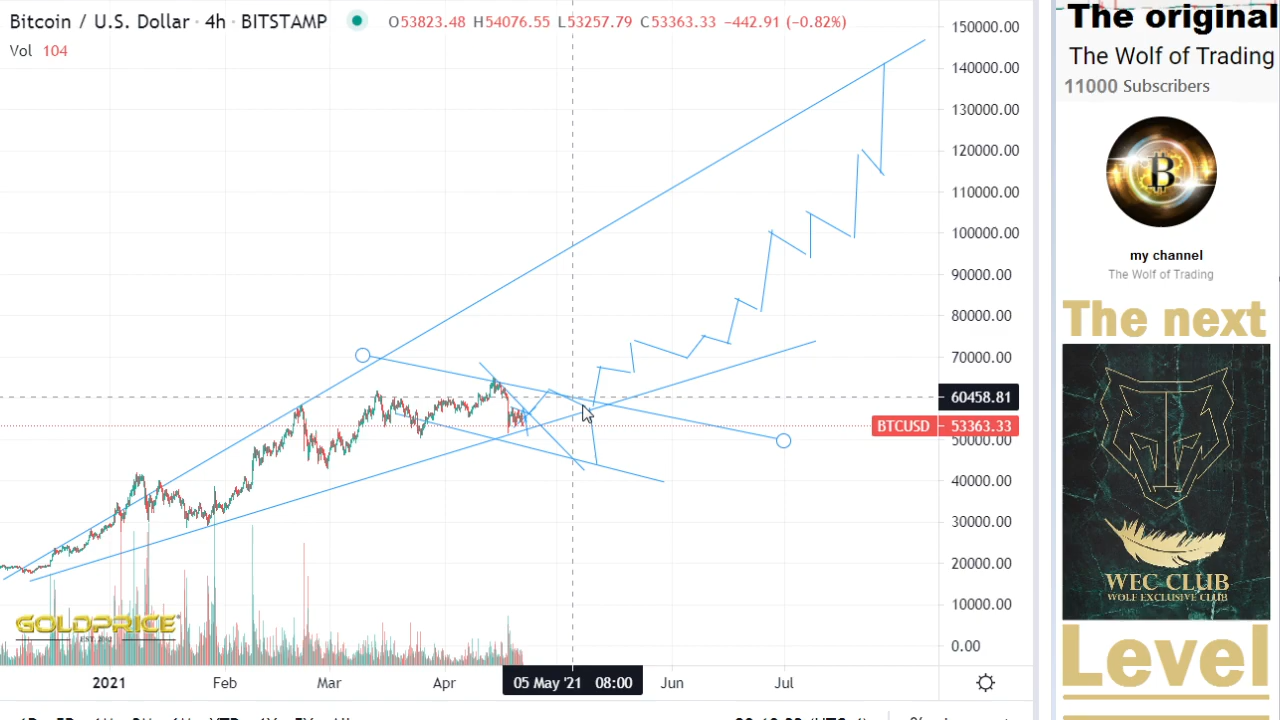 Bitcoin / U.S. Dollar · 4h · BITSTAMP
O53823.48 H54076.55 L53257.79 C53363.33 −442.91 (−0.82%)
Vol 104
150000.00
140000.00
130000.00
120000.00
110000.00
100000.00
90000.00
80000.00
70000.00
60458.81
BTCUSD 53363.33
50000.00
40000.00
30000.00
20000.00
10000.00
0.00
GOLDPRICE
2021
Feb
Mar
Apr
05 May '21 08:00
Jun
Jul
The original
The Wolf of Trading
11000 Subscribers
B
my channel
The Wolf of Trading
The next
WEC CLUB
WOLF EXCLUSIVE CLUB
Level